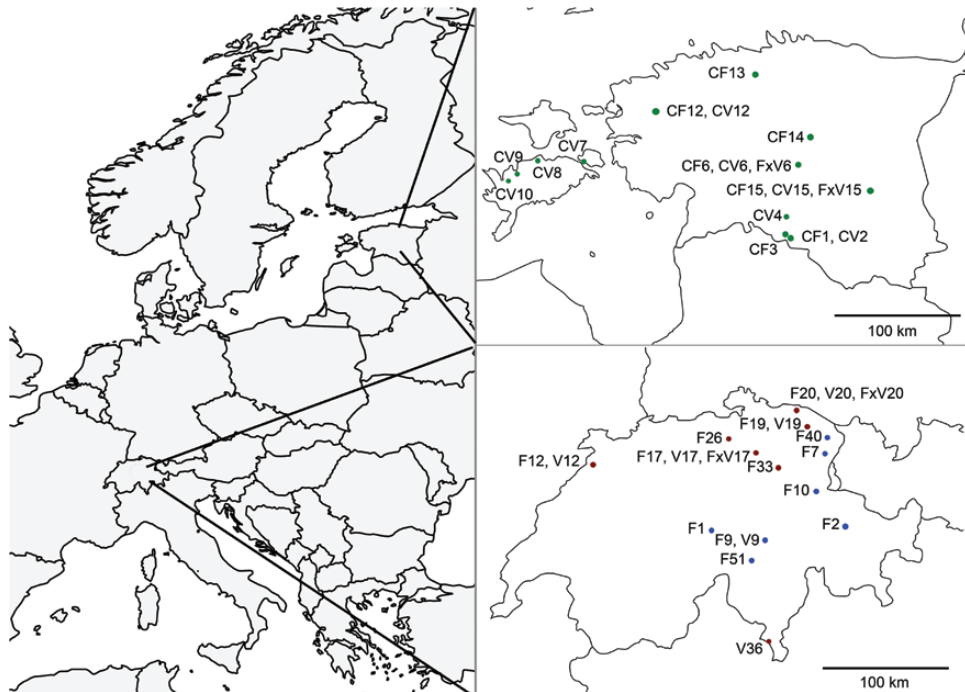 CF13
CF12, CV12
CV7
CF14
CV9
CV8
CF6, CV6, FxV6
CV10
CF15, CV15, FxV15
CV4
CF1, CV2
CF3
100 km
F20, V20, FxV20
F19, V19
F26
F40
F17, V17, FxV17
F7
F12, V12
F33
F10
F1
F2
F9, V9
F51
V36
100 km